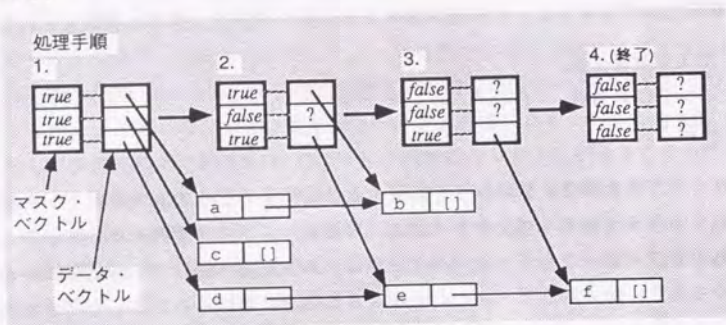 処理手順
1.
2.
3.
4. (終了)
true
true
true
true
false
true
?
false
false
true
?
?
false
false
false
?
?
?
マスク・
ベクトル
データ・
ベクトル
a
b []
c []
d
e
f []